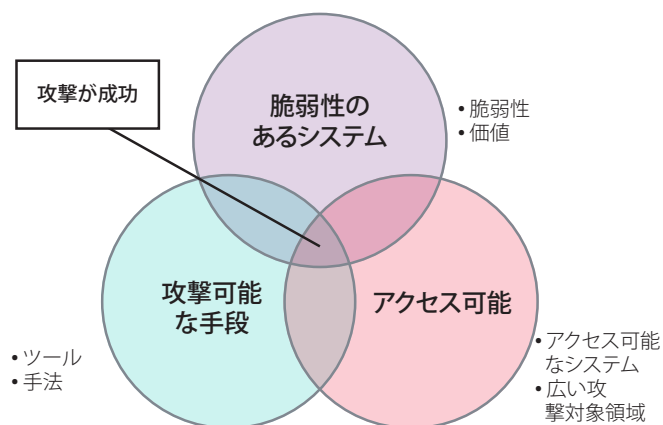 攻撃が成功
脆弱性の
あるシステム
• 脆弱性
• 価値
攻撃可能
な手段
アクセス可能
• ツール
• 手法
• アクセス可能
なシステム
• 広い攻
撃対象領域